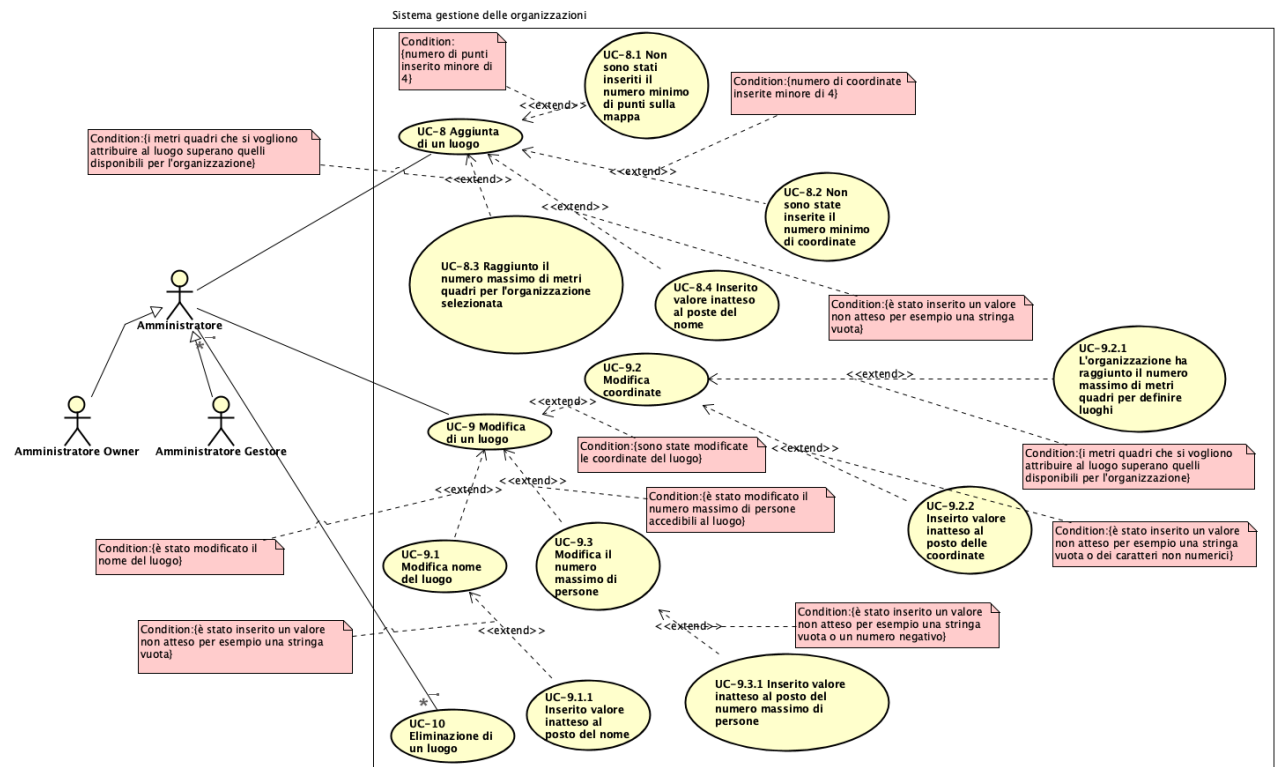 Sistema gestione delle organizzazioni
Condition:
{numero di punti
inserito minore di
4}
UC-8.1 Non
sono stati
inseriti il
numero minimo
di punti sulla
mappa
Condition:{numero di coordinate
inserite minore di 4}
<<extend>>
UC-8 Aggiunta
di un luogo
Condition:{i metri quadri che si vogliono
attribuire al luogo superano quelli
disponibili per l'organizzazione}
<<extend>>
<<extend>>
UC-8.2 Non
sono state
inserite il
numero minimo
di coordinate
<<extend>>
UC-8.3 Raggiunto il
numero massimo di metri
quadri per l'organizzazione
selezionata
UC-8.4 Inserito
valore inatteso
al poste del
nome
Condition:{è stato inserito un valore
non atteso per esempio una stringa
vuota}
Amministratore
*
UC-9.2
Modifica
coordinate
<<extend>>
UC-9.2.1
L'organizzazione ha
raggiunto il numero
massimo di metri
quadri per definire
luoghi
<<extend>>
Amministratore Owner
Amministratore Gestore
UC-9 Modifica
di un luogo
Condition:{sono state modificate
le coordinate del luogo}
<<extend>>
Condition:{i metri quadri che si vogliono
attribuire al luogo superano quelli
disponibili per l'organizzazione}
<<extend>>
<<extend>>
Condition:{è stato modificato il
numero massimo di persone
accedibili al luogo}
UC-9.2.2
Inseirto valore
inatteso al
posto delle
coordinate
Condition:{è stato inserito un valore
non atteso per esempio una stringa
vuota o dei caratteri non numerici}
Condition:{è stato modificato il
nome del luogo}
UC-9.1
Modifica nome
del luogo
UC-9.3
Modifica il
numero
massimo di
persone
Condition:{è stato inserito un valore
non atteso per esempio una stringa
vuota}
<<extend>>
<<extend>>
Condition:{è stato inserito un valore
non atteso per esempio una stringa
vuota o un numero negativo}
UC-9.1.1
Inserito valore
inatteso al
posto del nome
UC-9.3.1 Inserito valore
inatteso al posto del
numero massimo di
persone
*
UC-10
Eliminazione di
un luogo